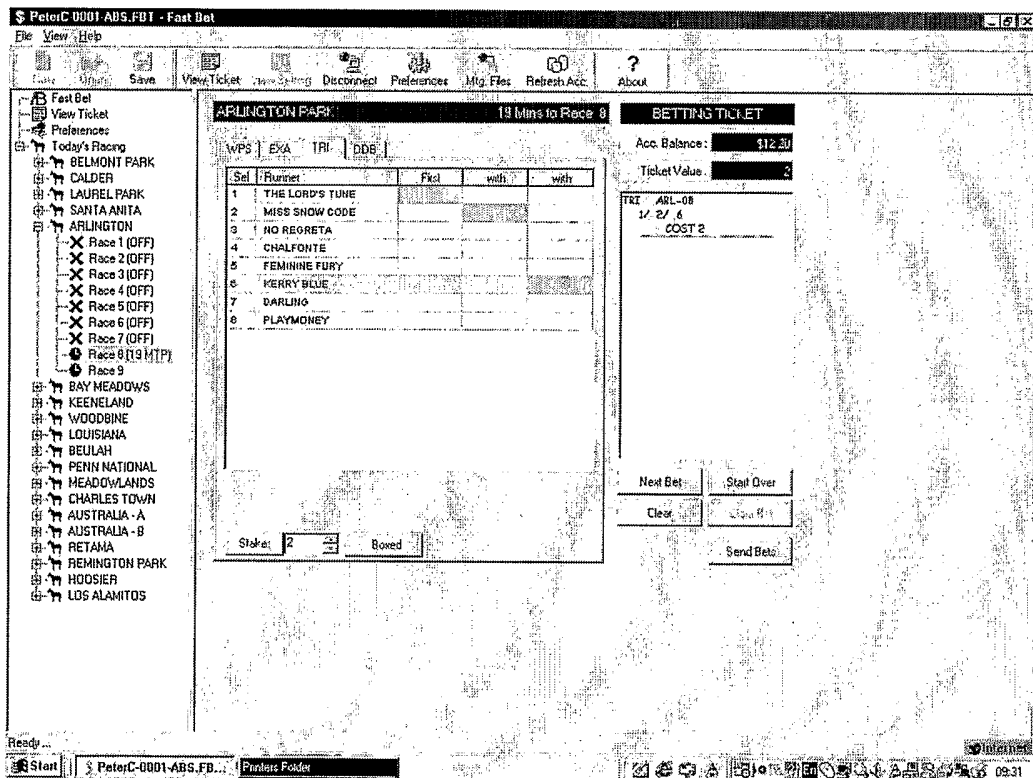 $ PeterC-0001-ABS.FBT - Fast Bet
File View Help
Save View Ticket Disconnect Preferences Mtg. Files Refresh Acc. ? About
Fast Bet
View Ticket
Preferences
Today's Racing
BELMONT PARK
CALDER
LAUREL PARK
SANTA ANITA
ARLINGTON
Race 1 (OFF)
Race 2 (OFF)
Race 3 (OFF)
Race 4 (OFF)
Race 5 (OFF)
Race 6 (OFF)
Race 7 (OFF)
Race 8 (19 MTP)
Race 9
BAY MEADOWS
KEENELAND
WOODBINE
LOUISIANA
BEULAH
PENN NATIONAL
MEADOWLANDS
CHARLES TOWN
AUSTRALIA - A
AUSTRALIA - B
RETAMA
REMINGTON PARK
HOOSIER
LOS ALAMITOS
ARLINGTON PARK 19 Mins to Race 8
WPS EXA TRI DDB
Sel Runner First with with
1 THE LORD'S TUNE
2 MISS SNOW CODE
3 NO REGRETA
4 CHALFONTE
5 FEMININE FURY
6 KERRY BLUE
7 DARLING
8 PLAYMONEY
Stake: 2 Boxed
BETTING TICKET
Acc. Balance: $12.30
Ticket Value: 2
TRI ARL-08
1/ 2/ 6
COST 2
Next Bet Start Over
Clear
Send Bets
Ready...
Internet
Start $ PeterC-0001-ABS.FB... Printers Folder 09:31